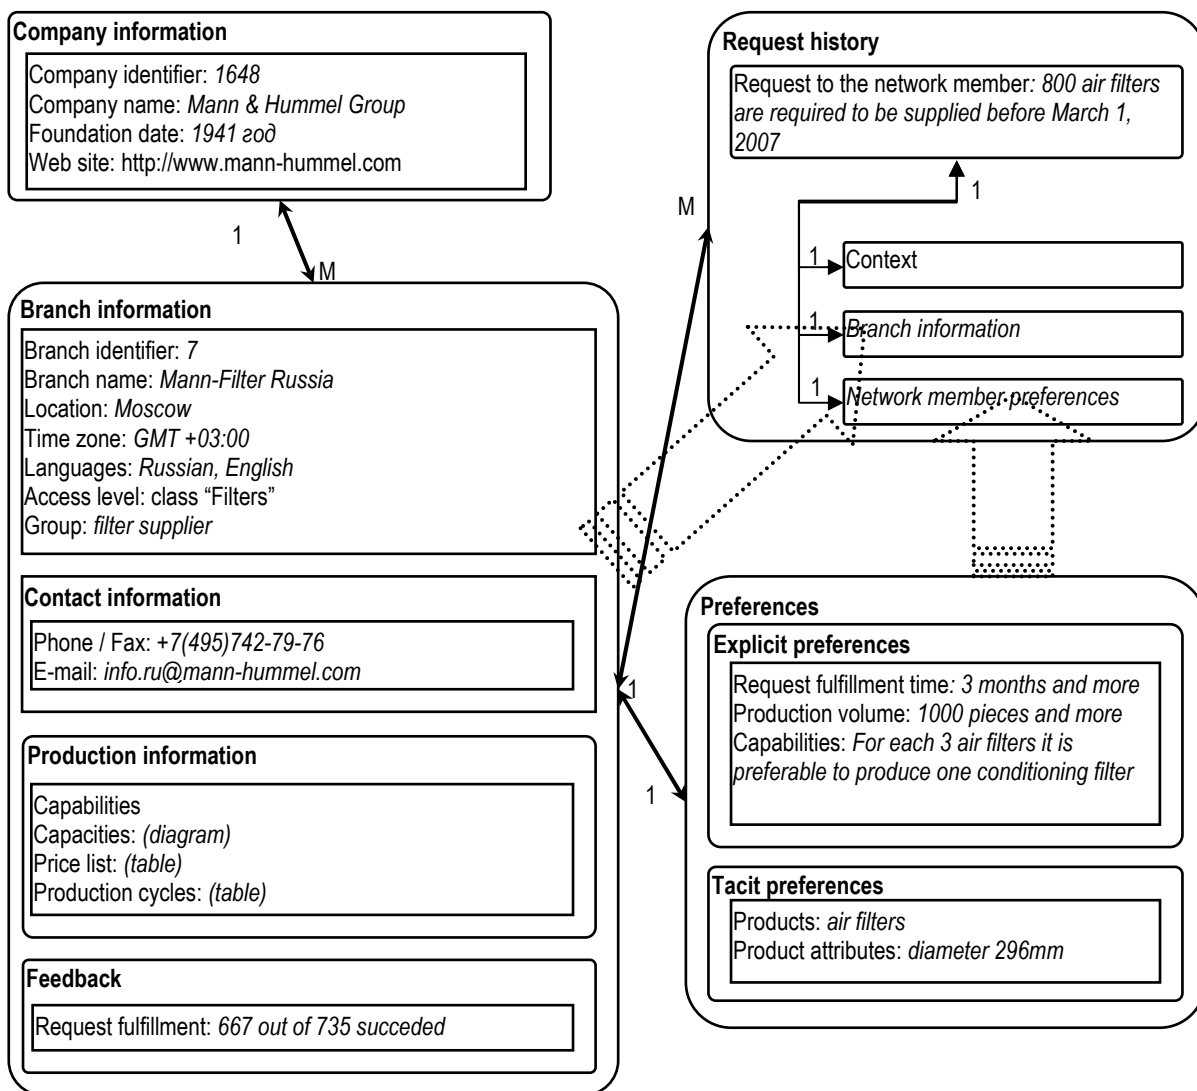 Company information
Company identifier: 1648
Company name: Mann & Hummel Group
Foundation date: 1941 год
Web site: http://www.mann-hummel.com
1
M
Branch information
Branch identifier: 7
Branch name: Mann-Filter Russia
Location: Moscow
Time zone: GMT +03:00
Languages: Russian, English
Access level: class “Filters”
Group: filter supplier
Contact information
Phone / Fax: +7(495)742-79-76
E-mail: info.ru@mann-hummel.com
Production information
Capabilities
Capacities: (diagram)
Price list: (table)
Production cycles: (table)
Feedback
Request fulfillment: 667 out of 735 succeded
Request history
Request to the network member: 800 air filters
are required to be supplied before March 1,
2007
1
M
1
Context
1
Branch information
1
Network member preferences
1
1
Preferences
Explicit preferences
Request fulfillment time: 3 months and more
Production volume: 1000 pieces and more
Capabilities: For each 3 air filters it is
preferable to produce one conditioning filter
Tacit preferences
Products: air filters
Product attributes: diameter 296mm